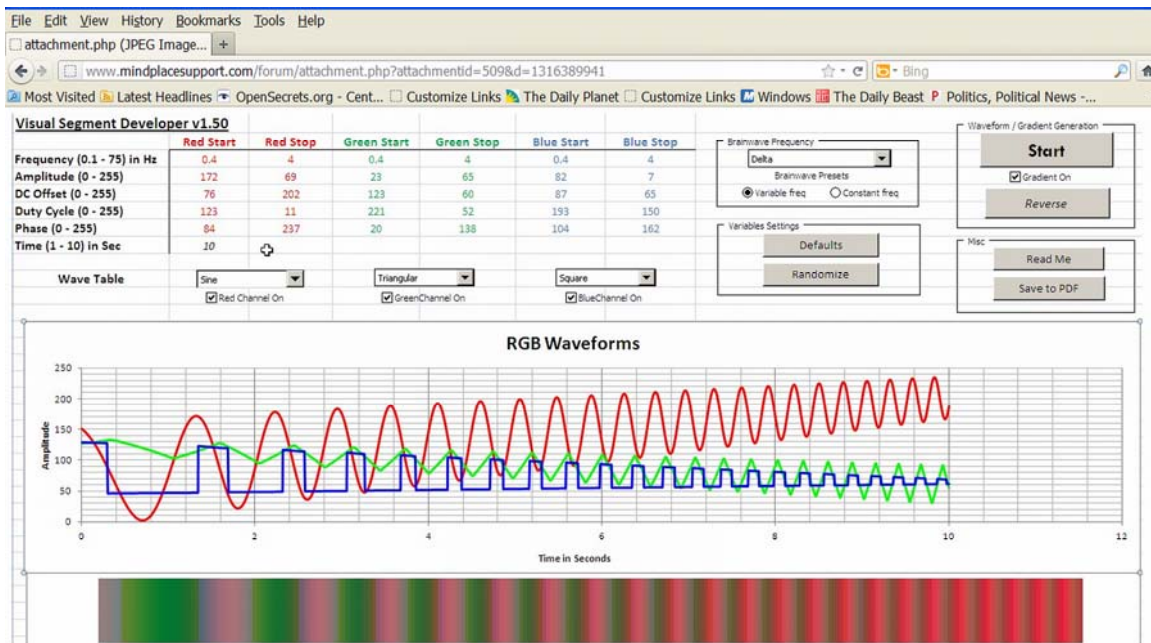 File Edit View History Bookmarks Tools Help
attachment.php (JPEG Image... +
www.mindplacesupport.com/forum/attachment.php?attachmentid=509&d=1316389941 Bing
Most Visited Latest Headlines OpenSecrets.org - Cent... Customize Links The Daily Planet Customize Links Windows The Daily Beast Politics, Political News -...
Visual Segment Developer v1.50
Red Start Red Stop Green Start Green Stop Blue Start Blue Stop
Frequency (0.1 - 75) in Hz 0.4 4 0.4 4 0.4 4
Amplitude (0 - 255) 172 69 23 65 82 7
DC Offset (0 - 255) 76 202 123 60 87 65
Duty Cycle (0 - 255) 123 11 221 52 193 150
Phase (0 - 255) 84 237 20 138 104 162
Time (1 - 10) in Sec 10
Wave Table Sine Triangular Square
Red Channel On GreenChannel On BlueChannel On
Brainwave Frequency
Delta
Brainwave Presets
Variable freq Constant freq
Variables Settings
Defaults
Randomize
Waveform / Gradient Generation
Start
Gradient On
Reverse
Misc
Read Me
Save to PDF
RGB Waveforms
Amplitude
250
200
150
100
50
0
0 2 4 6 8 10 12
Time in Seconds